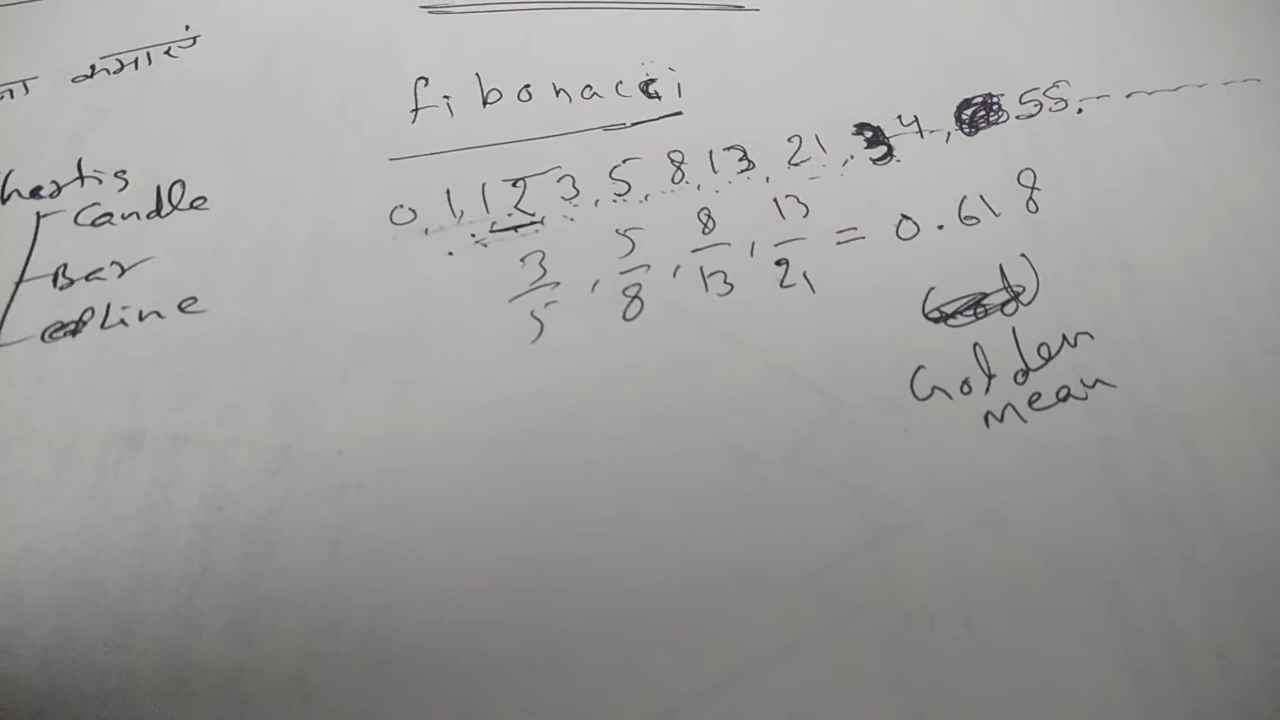 कमाएं
fibonacci
0, 1, 1, 2, 3, 5, 8, 13, 21, 34, 55, - - - - - -
3/5, 5/8, 8/13, 13/21 = 0.618
Golden
mean
Candle
Bar
Line